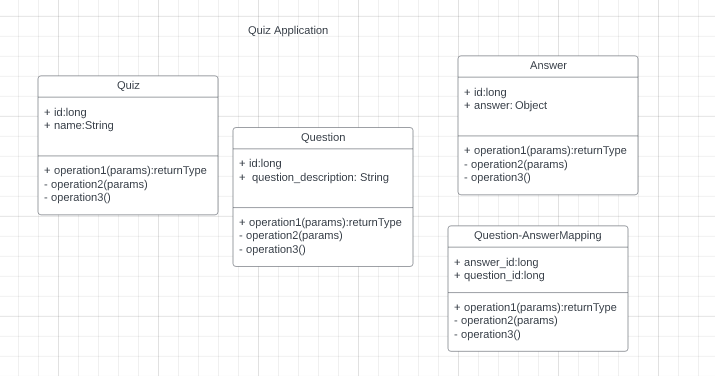 Quiz Application
Quiz
+ id:long
+ name:String
+ operation1(params):returnType
- operation2(params)
- operation3()
Question
+ id:long
+ question_description: String
+ operation1(params):returnType
- operation2(params)
- operation3()
Answer
+ id:long
+ answer: Object
+ operation1(params):returnType
- operation2(params)
- operation3()
Question-AnswerMapping
+ answer_id:long
+ question_id:long
+ operation1(params):returnType
- operation2(params)
- operation3()